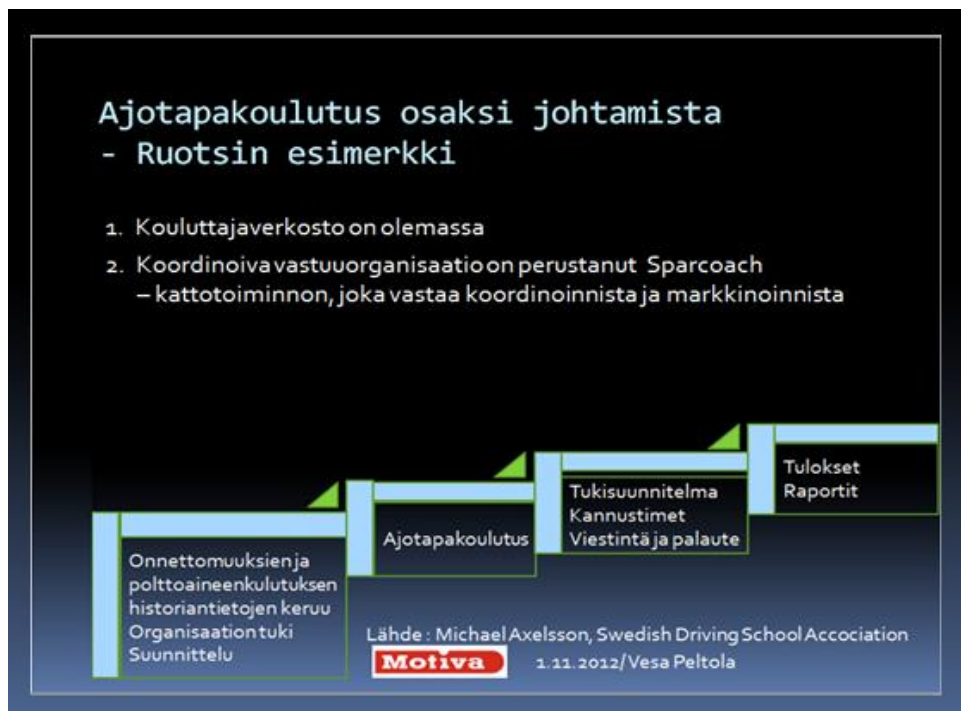 Ajotapakoulutus osaksi johtamista
- Ruotsin esimerkki
1. Kouluttajaverkosto on olemassa
2. Koordinoiva vastuuorganisaatio on perustanut Sparcoach
– kattotoiminnon, joka vastaa koordinoinnista ja markkinoinnista
Onnettomuuksien ja
polttoaineenkulutuksen
historiantietojen keruu
Organisaation tuki
Suunnittelu
Ajotapakoulutus
Tukisuunnitelma
Kannustimet
Viestintä ja palaute
Tulokset
Raportit
Lähde : Michael Axelsson, Swedish Driving School Accociation
Motiva
1.11.2012/Vesa Peltola